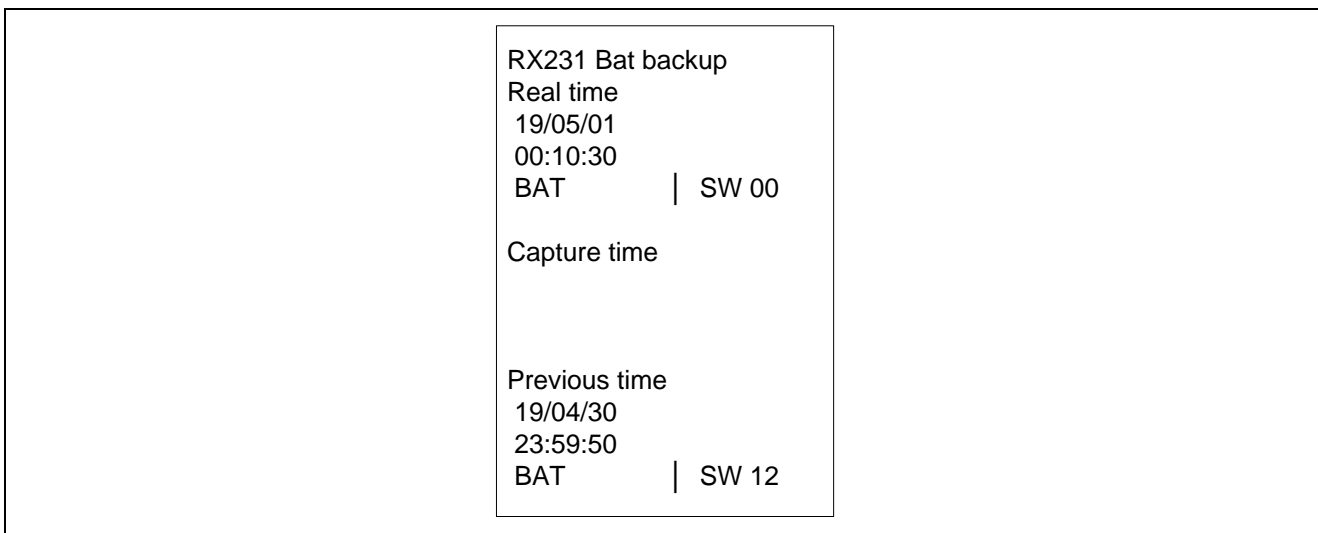 RX231 Bat backup
Real time
19/05/01
00:10:30
BAT | SW 00
Capture time
Previous time
19/04/30
23:59:50
BAT | SW 12